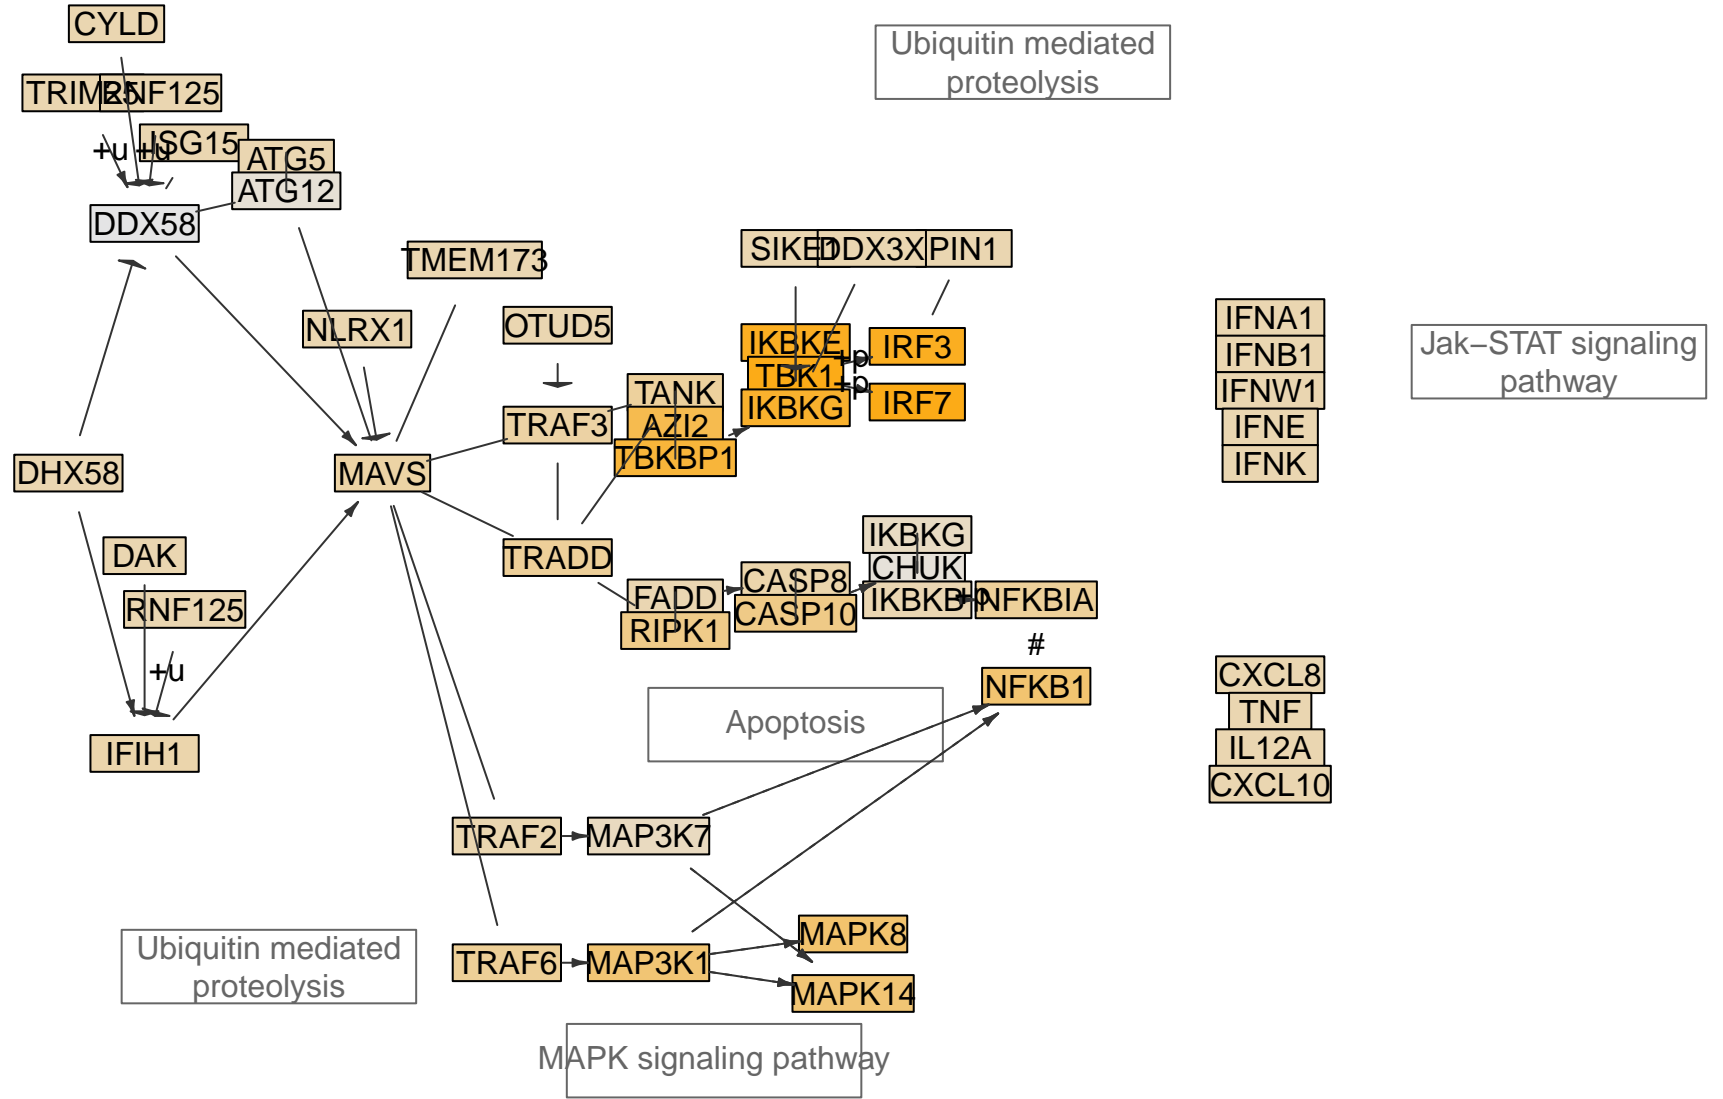 CYLD
Ubiquitin mediated
proteolysis
TRIM25
RNF125
ISG15
+u
+u
ATG5
ATG12
DDX58
TMEM173
SIKE1
DDX3X
PIN1
NLRX1
OTUD5
IFNA1
IFNB1
IFNW1
IFNE
IFNK
Jak−STAT signaling
pathway
IKBKE
TBK1
IKBKG
+p
+p
IRF3
IRF7
TANK
AZI2
TBKBP1
TRAF3
DHX58
MAVS
DAK
RNF125
+u
TRADD
FADD
RIPK1
CASP8
CASP10
IKBKG
CHUK
IKBKB
+p
NFKBIA
#
NFKB1
CXCL8
TNF
IL12A
CXCL10
Apoptosis
IFIH1
TRAF2
MAP3K7
TRAF6
MAP3K1
MAPK8
MAPK14
Ubiquitin mediated
proteolysis
MAPK signaling pathway